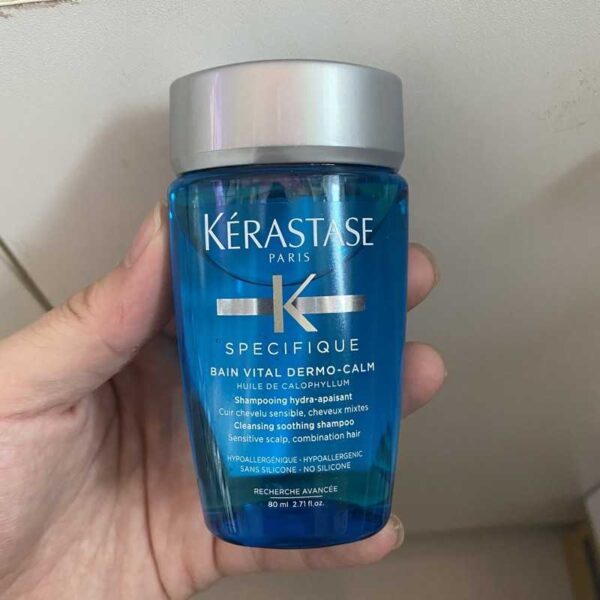 KÉRASTASE
PARIS
K
SPECIFIQUE
BAIN VITAL DERMO-CALM
HUILE DE CALOPHYLLUM
Shampooing hydra-apaisant
Cuir chevelu sensible, cheveux mixtes
Cleansing soothing shampoo
Sensitive scalp, combination hair
HYPOALLERGÉNIQUE - HYPOALLERGENIC
SANS SILICONE - NO SILICONE
RECHERCHE AVANCÉE
80 ml 2.71 fl.oz.